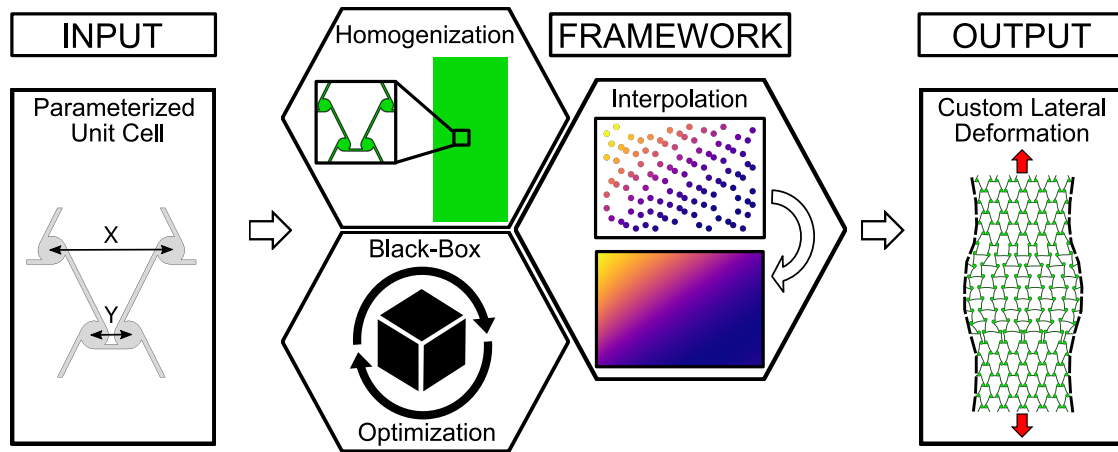 INPUT
Parameterized
Unit Cell
X
Y
Homogenization
FRAMEWORK
Interpolation
Black-Box
Optimization
OUTPUT
Custom Lateral
Deformation